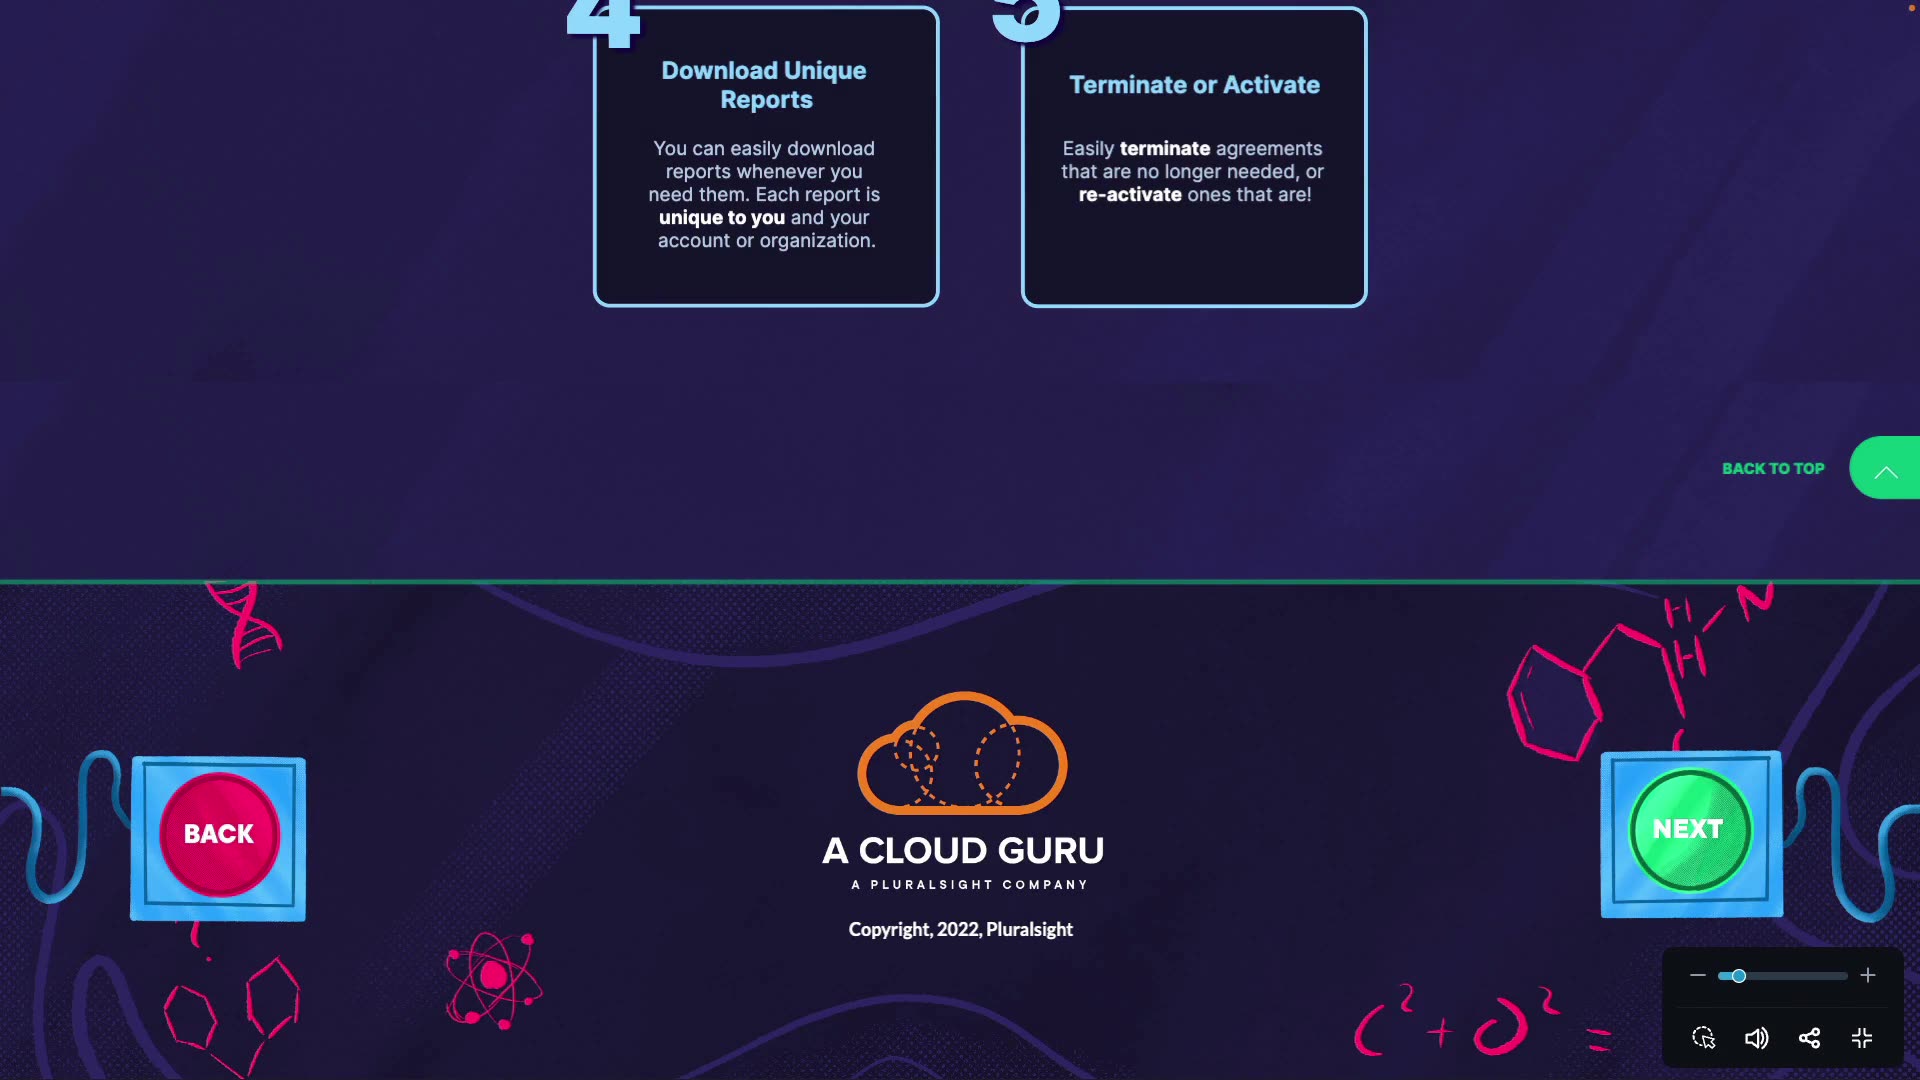 4
5
Download Unique
Reports
You can easily download
reports whenever you
need them. Each report is
unique to you and your
account or organization.
Terminate or Activate
Easily terminate agreements
that are no longer needed, or
re-activate ones that are!
BACK TO TOP
H
N
H
BACK
NEXT
A CLOUD GURU
A PLURALSIGHT COMPANY
Copyright, 2022, Pluralsight
C² + O² =